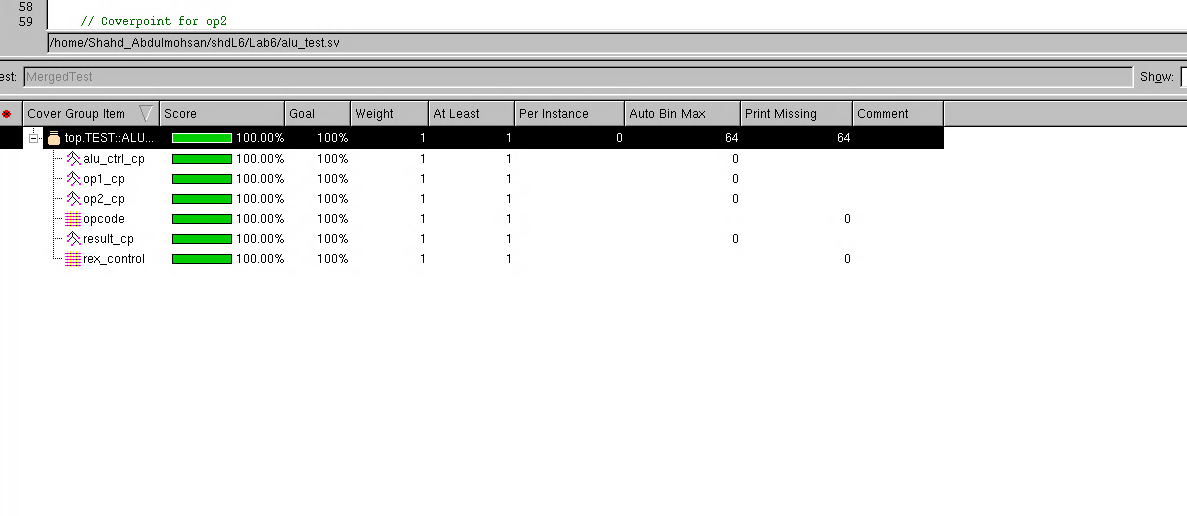 58
59 // Coverpoint for op2
/home/Shahd_Abdulmohsan/shdL6/Lab6/alu_test.sv
est: MergedTest Show:
Cover Group Item Score Goal Weight At Least Per Instance Auto Bin Max Print Missing Comment
top.TEST::ALU... 100.00% 100% 1 1 0 64 64
alu_ctrl_cp 100.00% 100% 1 1 0
op1_cp 100.00% 100% 1 1 0
op2_cp 100.00% 100% 1 1 0
opcode 100.00% 100% 1 1 0
result_cp 100.00% 100% 1 1 0
rex_control 100.00% 100% 1 1 0